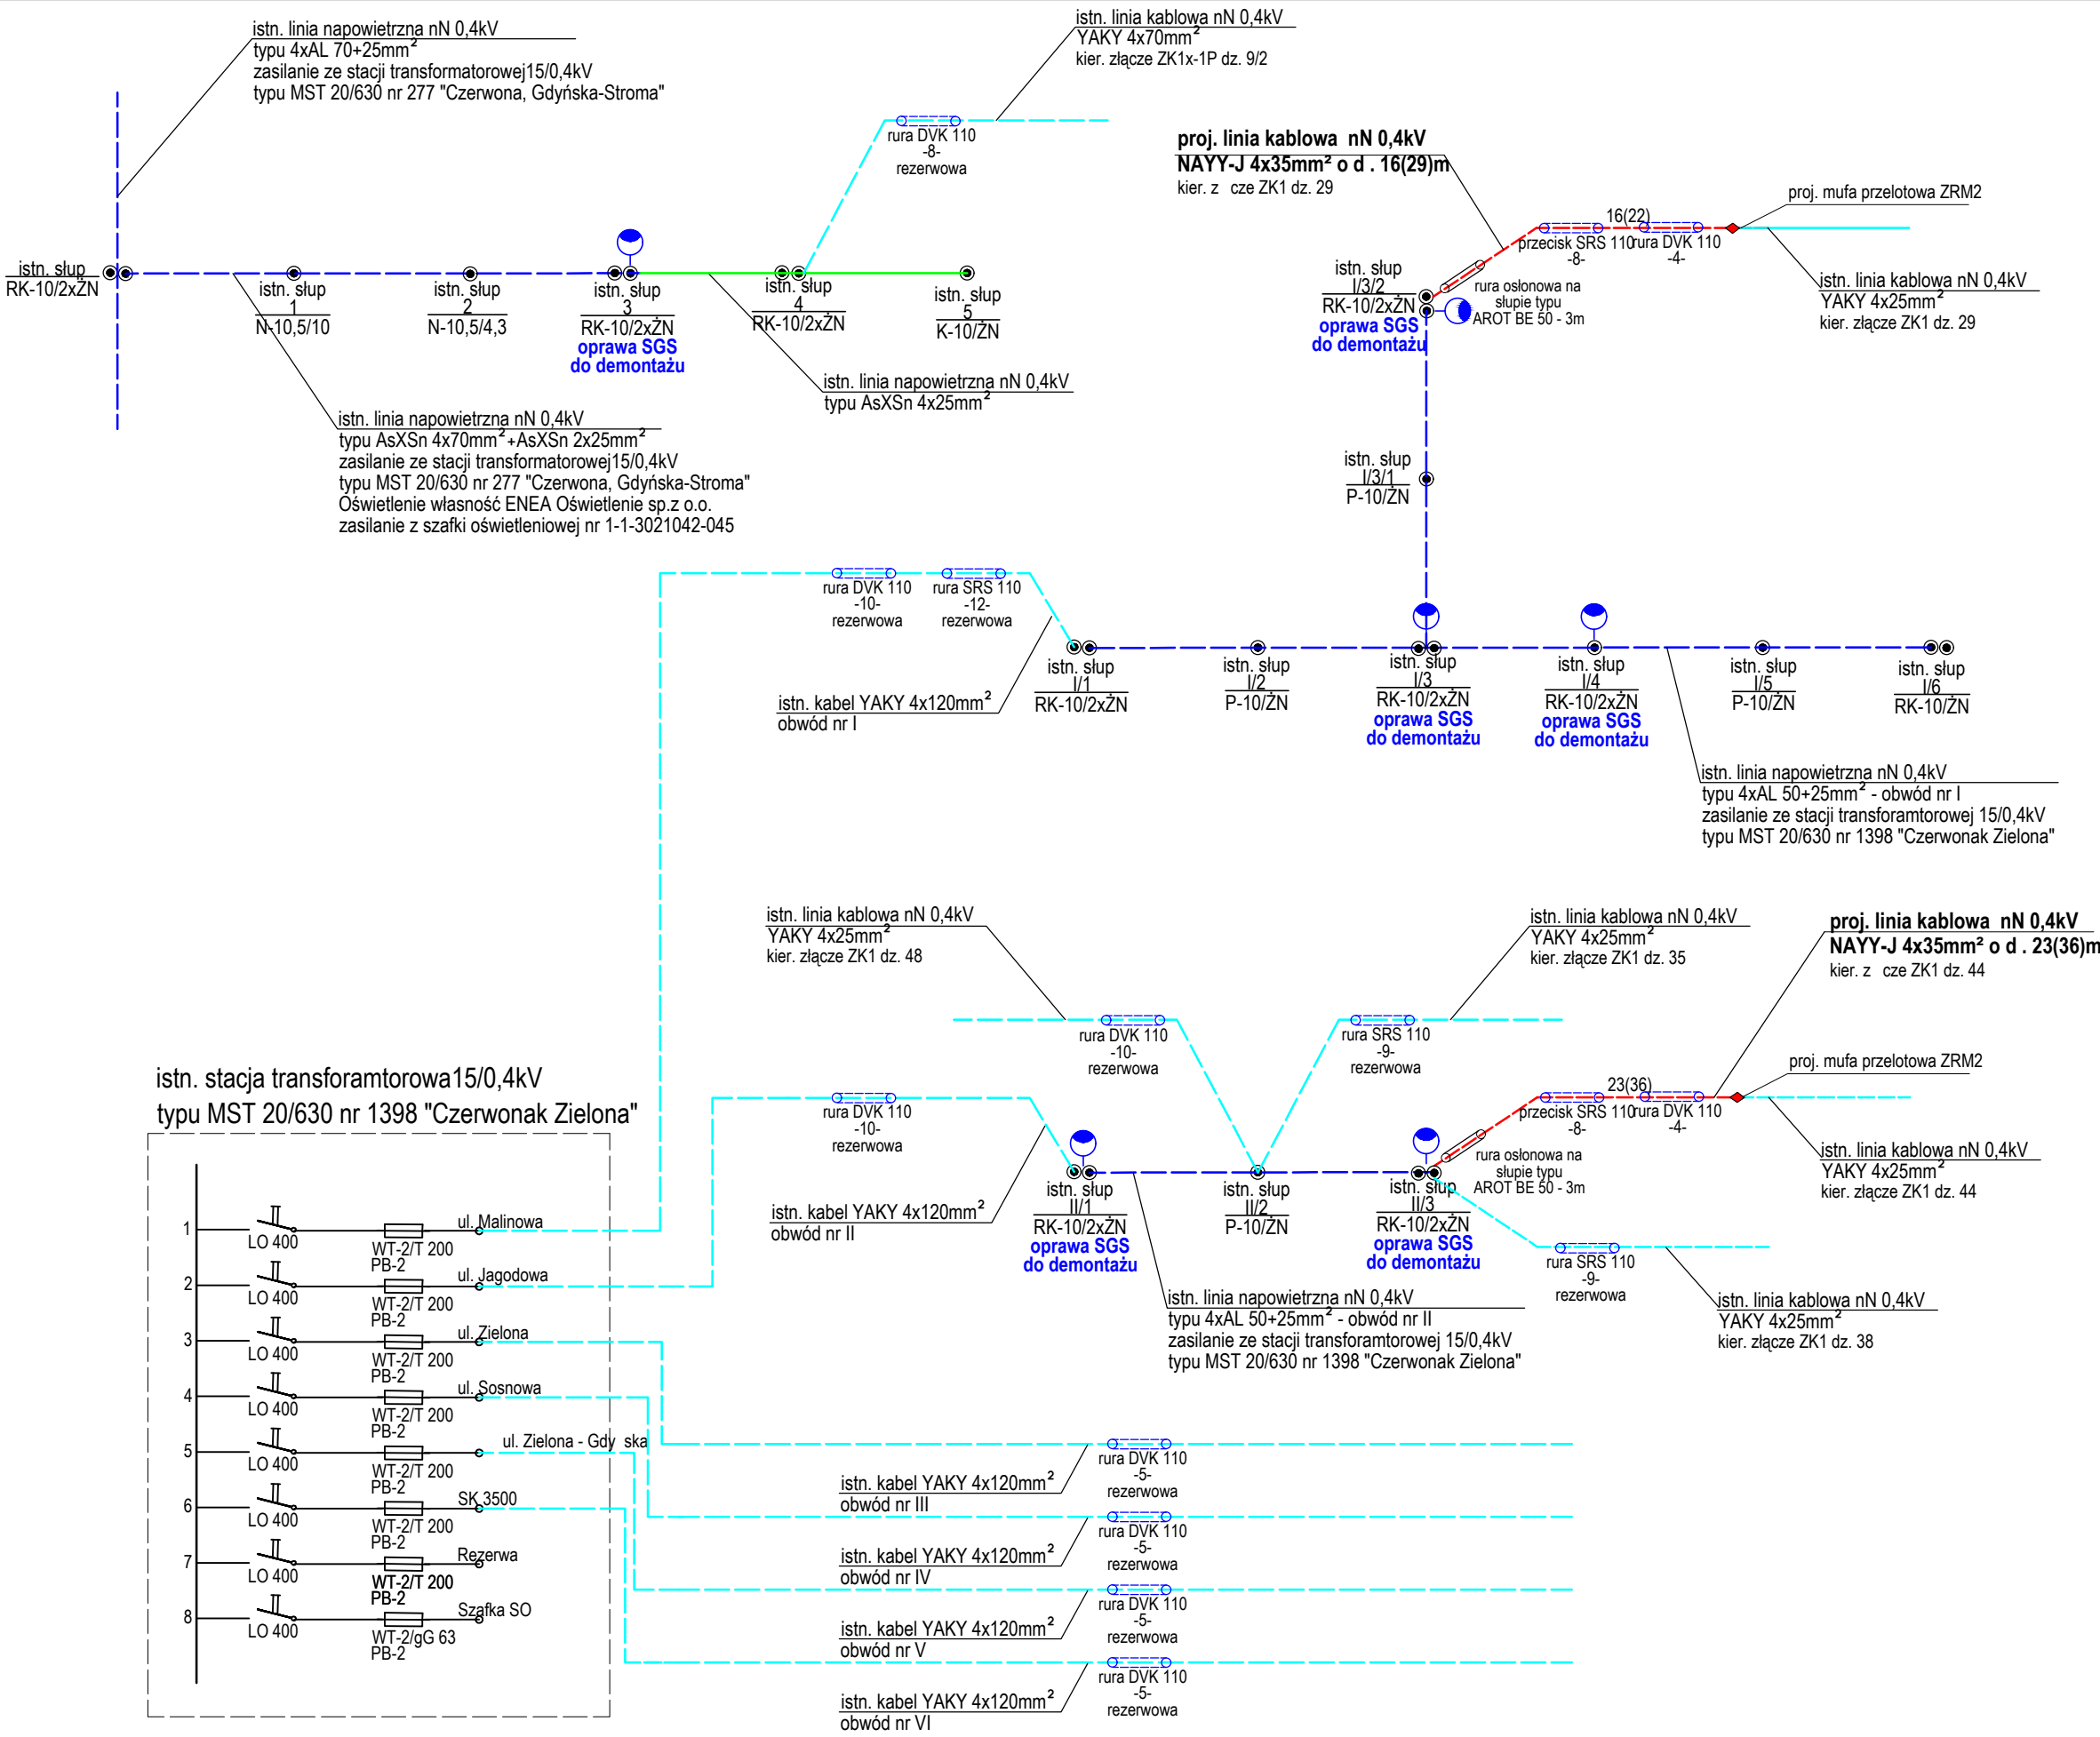 istn. linia napowietrzna nN 0,4kV
typu 4xAL 70+25mm²
zasilanie ze stacji transformatorowej15/0,4kV
typu MST 20/630 nr 277 "Czerwona, Gdyńska-Stroma"
istn. linia kablowa nN 0,4kV
YAKY 4x70mm²
kier. złącze ZK1x-1P dz. 9/2
rura DVK 110
-8-
rezerwowa
proj. linia kablowa  nN 0,4kV
NAYY-J 4x35mm² o d . 16(29)m
kier. z   cze ZK1 dz. 29
proj. mufa przelotowa ZRM2
16(22)
przecisk SRS 110
-8-
rura DVK 110
-4-
istn. linia kablowa nN 0,4kV
YAKY 4x25mm²
kier. złącze ZK1 dz. 29
rura osłonowa na
słupie typu
AROT BE 50 - 3m
istn. słup
I/3/2
RK-10/2xŻN
oprawa SGS
do demontażu
istn. słup
RK-10/2xŻN
istn. słup
1
N-10,5/10
istn. słup
2
N-10,5/4,3
istn. słup
3
RK-10/2xŻN
oprawa SGS
do demontażu
istn. słup
4
RK-10/2xŻN
istn. słup
5
K-10/ŻN
istn. linia napowietrzna nN 0,4kV
typu AsXSn 4x25mm²
istn. linia napowietrzna nN 0,4kV
typu AsXSn 4x70mm²+AsXSn 2x25mm²
zasilanie ze stacji transformatorowej15/0,4kV
typu MST 20/630 nr 277 "Czerwona, Gdyńska-Stroma"
Oświetlenie własność ENEA Oświetlenie sp.z o.o.
zasilanie z szafki oświetleniowej nr 1-1-3021042-045
istn. słup
I/3/1
P-10/ŻN
rura DVK 110
-10-
rezerwowa
rura SRS 110
-12-
rezerwowa
istn. kabel YAKY 4x120mm²
obwód nr I
istn. słup
I/1
RK-10/2xŻN
istn. słup
I/2
P-10/ŻN
istn. słup
I/3
RK-10/2xŻN
oprawa SGS
do demontażu
istn. słup
I/4
RK-10/2xŻN
oprawa SGS
do demontażu
istn. słup
I/5
P-10/ŻN
istn. słup
I/6
RK-10/ŻN
istn. linia napowietrzna nN 0,4kV
typu 4xAL 50+25mm² - obwód nr I
zasilanie ze stacji transforamtorowej 15/0,4kV
typu MST 20/630 nr 1398 "Czerwonak Zielona"
istn. linia kablowa nN 0,4kV
YAKY 4x25mm²
kier. złącze ZK1 dz. 48
istn. linia kablowa nN 0,4kV
YAKY 4x25mm²
kier. złącze ZK1 dz. 35
proj. linia kablowa  nN 0,4kV
NAYY-J 4x35mm² o d . 23(36)m
kier. z   cze ZK1 dz. 44
rura DVK 110
-10-
rezerwowa
rura SRS 110
-9-
rezerwowa
proj. mufa przelotowa ZRM2
23(36)
przecisk SRS 110
-8-
rura DVK 110
-4-
rura DVK 110
-10-
rezerwowa
rura osłonowa na
słupie typu
AROT BE 50 - 3m
istn. linia kablowa nN 0,4kV
YAKY 4x25mm²
kier. złącze ZK1 dz. 44
istn. kabel YAKY 4x120mm²
obwód nr II
istn. słup
II/1
RK-10/2xŻN
oprawa SGS
do demontażu
istn. słup
II/2
P-10/ŻN
istn. słup
II/3
RK-10/2xŻN
oprawa SGS
do demontażu
rura SRS 110
-9-
rezerwowa
istn. linia kablowa nN 0,4kV
YAKY 4x25mm²
kier. złącze ZK1 dz. 38
istn. linia napowietrzna nN 0,4kV
typu 4xAL 50+25mm² - obwód nr II
zasilanie ze stacji transforamtorowej 15/0,4kV
typu MST 20/630 nr 1398 "Czerwonak Zielona"
istn. stacja transforamtorowa15/0,4kV
typu MST 20/630 nr 1398 "Czerwonak Zielona"
1
LO 400
WT-2/T 200
PB-2
ul. Malinowa
2
LO 400
WT-2/T 200
PB-2
ul. Jagodowa
3
LO 400
WT-2/T 200
PB-2
ul. Zielona
4
LO 400
WT-2/T 200
PB-2
ul. Sosnowa
5
LO 400
WT-2/T 200
PB-2
ul. Zielona - Gdy  ska
6
LO 400
WT-2/T 200
PB-2
SK 3500
7
LO 400
WT-2/T 200
PB-2
Rezerwa
8
LO 400
WT-2/gG 63
PB-2
Szafka SO
istn. kabel YAKY 4x120mm²
obwód nr III
rura DVK 110
-5-
rezerwowa
istn. kabel YAKY 4x120mm²
obwód nr IV
rura DVK 110
-5-
rezerwowa
istn. kabel YAKY 4x120mm²
obwód nr V
rura DVK 110
-5-
rezerwowa
istn. kabel YAKY 4x120mm²
obwód nr VI
rura DVK 110
-5-
rezerwowa